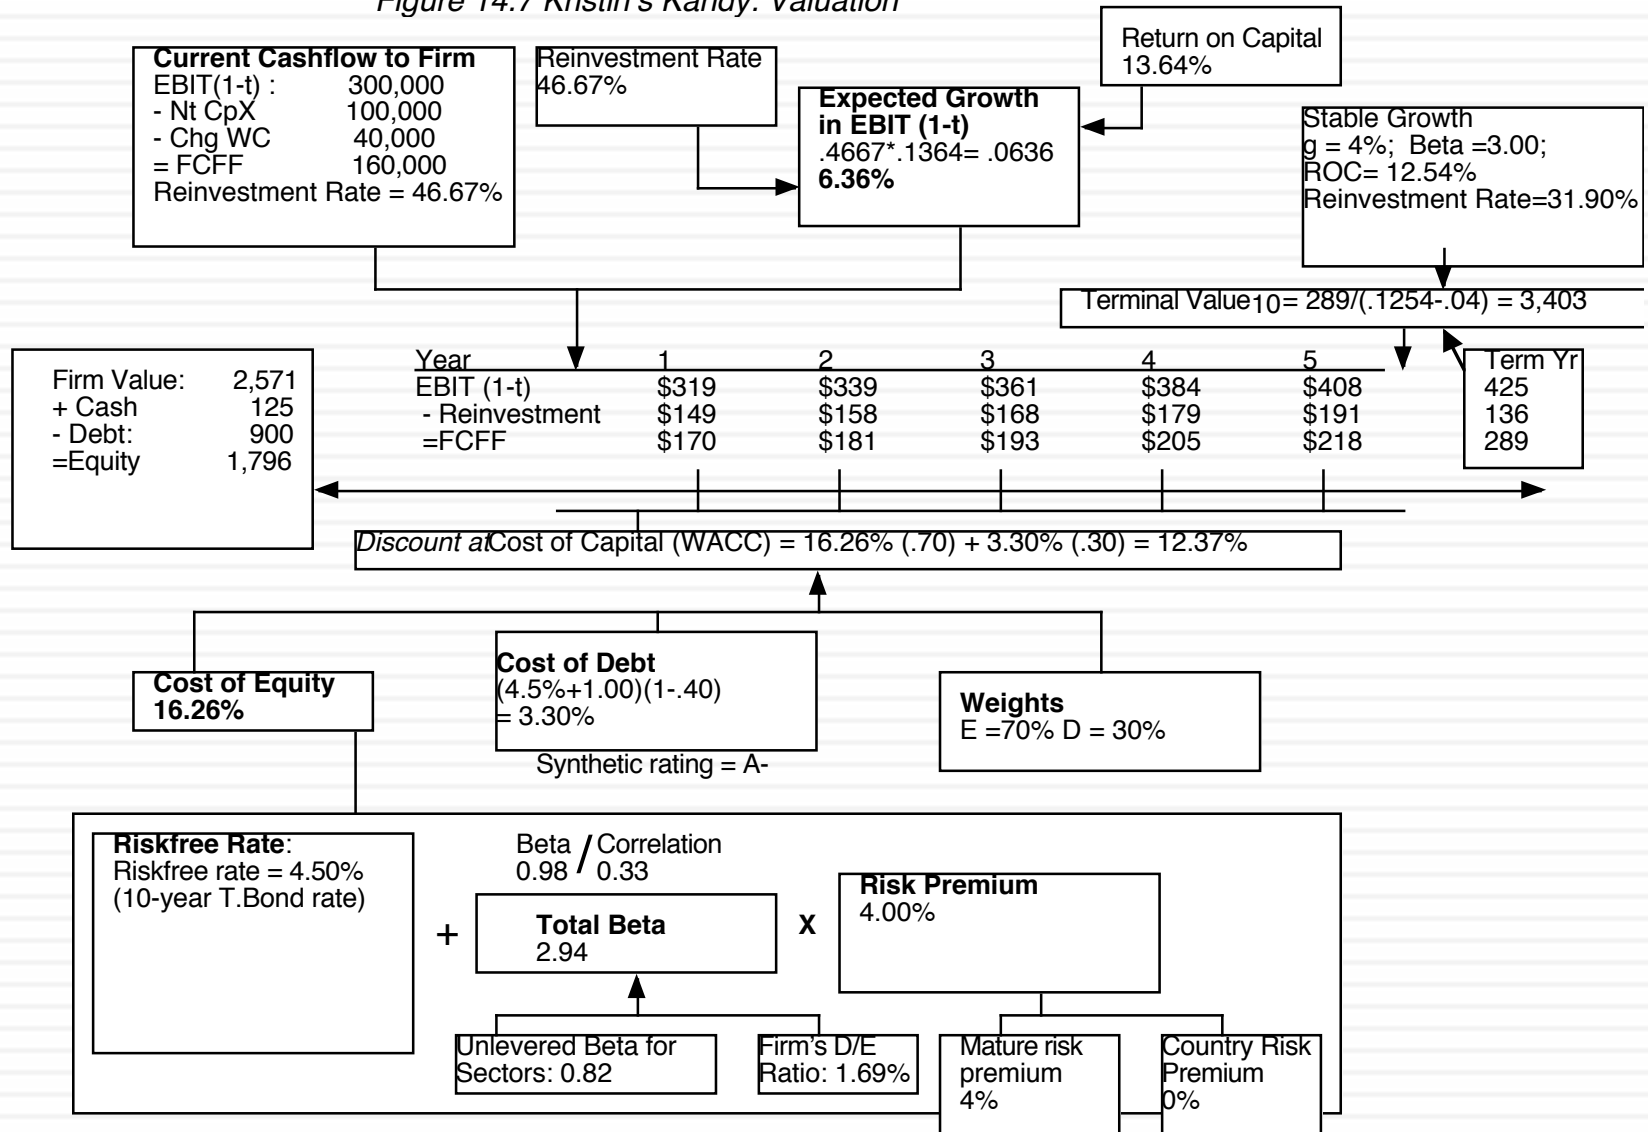 Figure 14.7 Kristin's Kandy: Valuation
Current Cashflow to Firm
EBIT(1-t) : 300,000
- Nt CpX 100,000
- Chg WC 40,000
= FCFF 160,000
Reinvestment Rate = 46.67%
Reinvestment Rate
46.67%
Expected Growth
in EBIT (1-t)
.4667*.1364= .0636
6.36%
Return on Capital
13.64%
Stable Growth
g = 4%; Beta =3.00;
ROC= 12.54%
Reinvestment Rate=31.90%
Terminal Value10= 289/(.1254-.04) = 3,403
Firm Value: 2,571
+ Cash 125
- Debt: 900
=Equity 1,796
Year 1 2 3 4 5
EBIT (1-t) $319 $339 $361 $384 $408
- Reinvestment $149 $158 $168 $179 $191
=FCFF $170 $181 $193 $205 $218
Term Yr
425
136
289
Discount atCost of Capital (WACC) = 16.26% (.70) + 3.30% (.30) = 12.37%
Cost of Equity
16.26%
Cost of Debt
(4.5%+1.00)(1-.40)
= 3.30%
Synthetic rating = A-
Weights
E =70% D = 30%
Riskfree Rate:
Riskfree rate = 4.50%
(10-year T.Bond rate)
+
Beta / Correlation
0.98 0.33
Total Beta
2.94
X
Risk Premium
4.00%
Unlevered Beta for
Sectors: 0.82
Firm's D/E
Ratio: 1.69%
Mature risk
premium
4%
Country Risk
Premium
0%